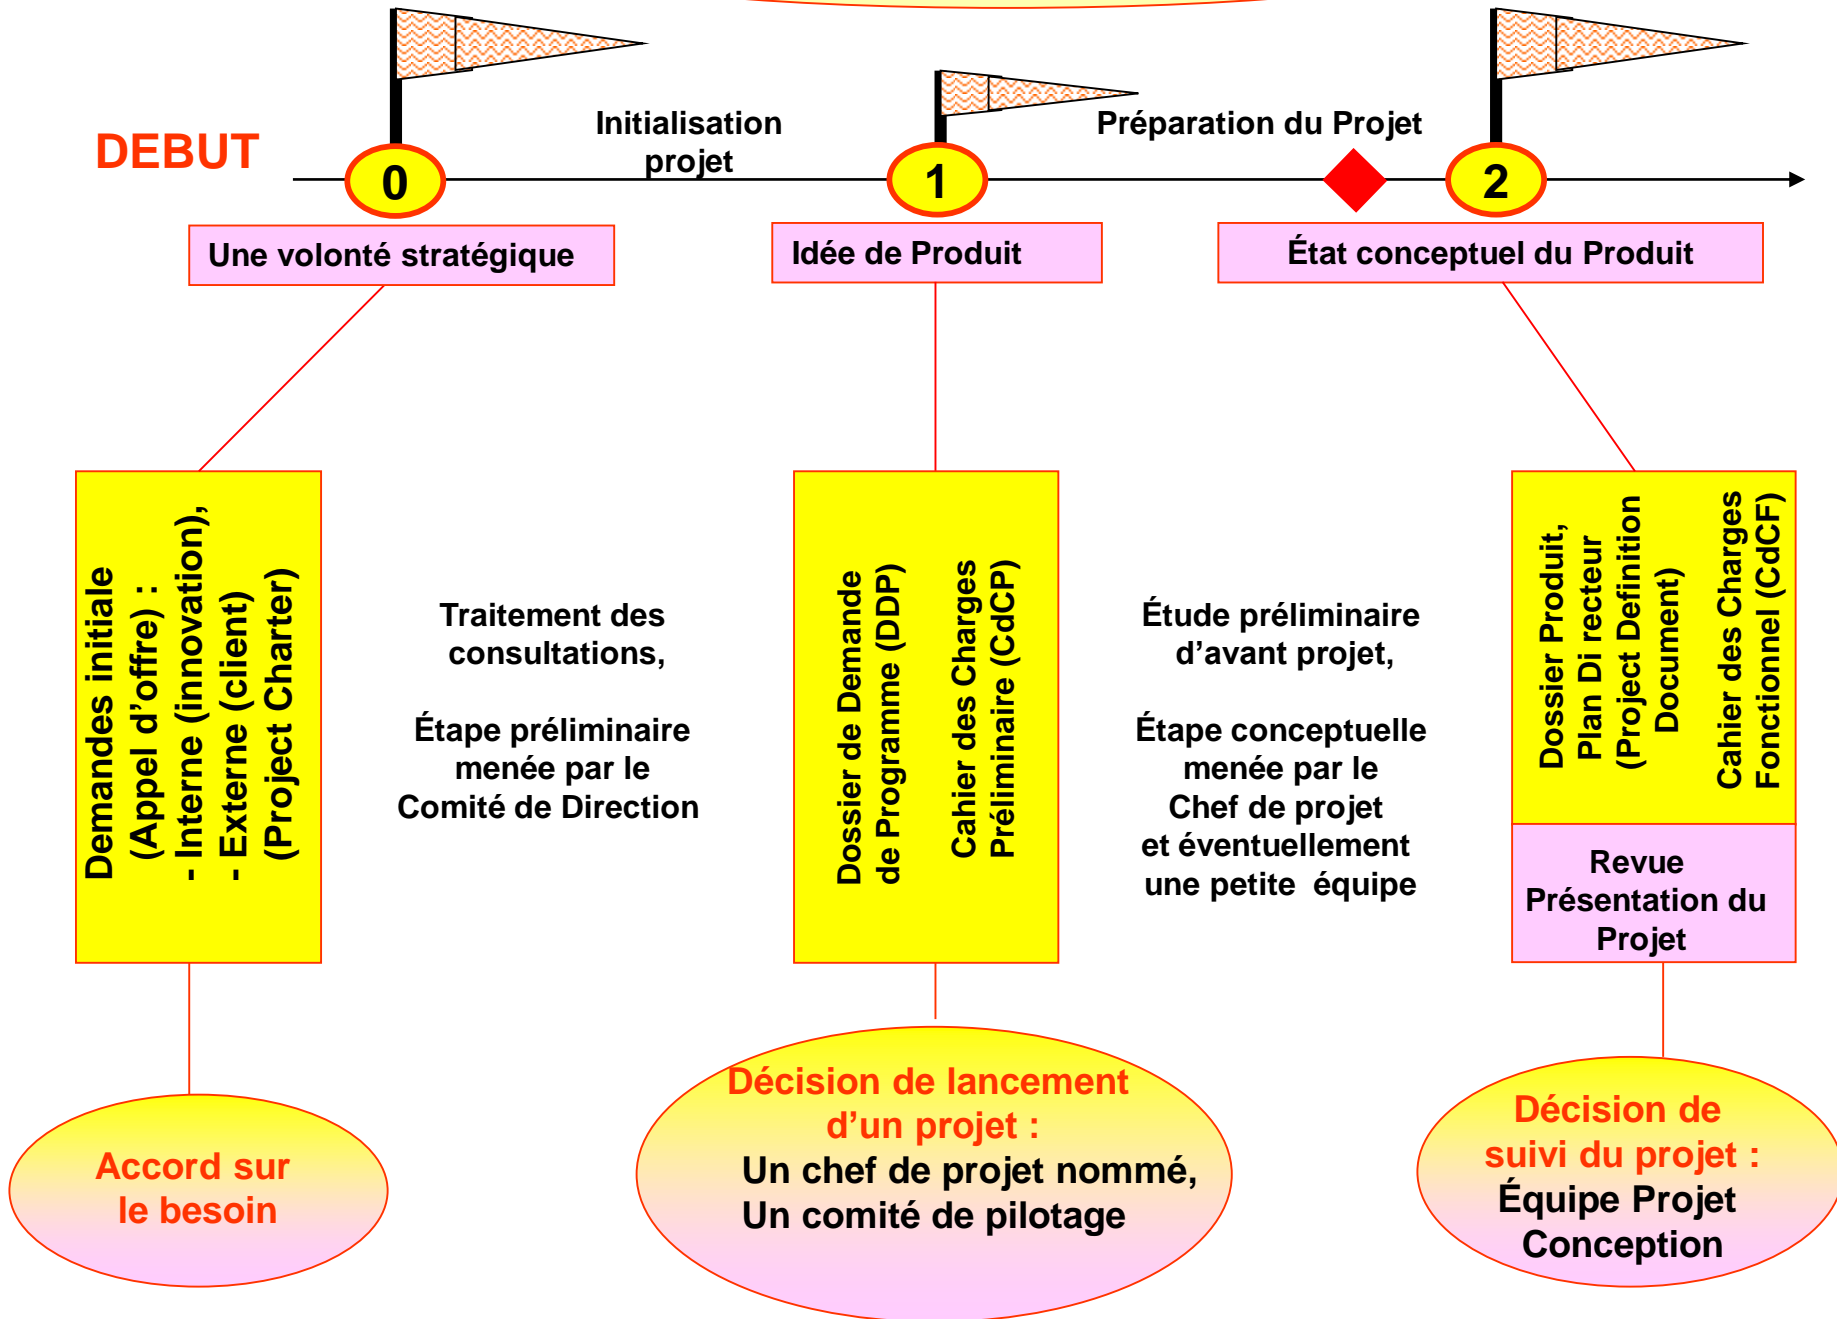 DEBUT
Initialisation
projet
Préparation du Projet
0
1
2
Une volonté stratégique
Idée de Produit
État conceptuel du Produit
Demandes initiale
(Appel d’offre) :
- Interne (innovation),
- Externe (client)
(Project Charter)
Traitement des
consultations,
Étape préliminaire
menée par le
Comité de Direction
Dossier de Demande
de Programme (DDP)
Cahier des Charges
Préliminaire (CdCP)
Étude préliminaire
d’avant projet,
Étape conceptuelle
menée par le
Chef de projet
et éventuellement
une petite équipe
Dossier Produit,
Plan Di recteur
(Project Definition
Document)
Cahier des Charges
Fonctionnel (CdCF)
Revue
Présentation du
Projet
Accord sur
le besoin
Décision de lancement
d’un projet :
Un chef de projet nommé,
Un comité de pilotage
Décision de
suivi du projet :
Équipe Projet
Conception